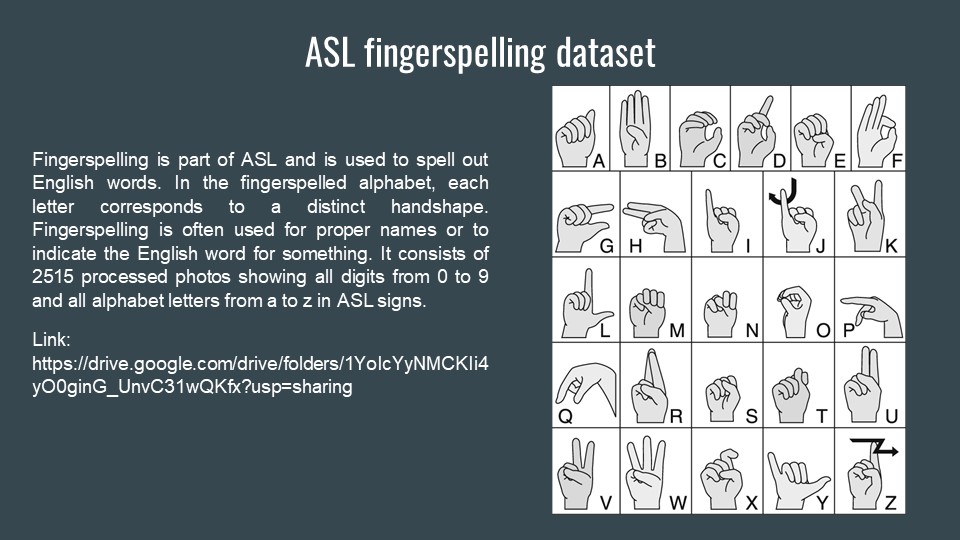 ASL fingerspelling dataset
Fingerspelling is part of ASL and is used to spell out
English words. In the fingerspelled alphabet, each
letter corresponds to a distinct handshape.
Fingerspelling is often used for proper names or to
indicate the English word for something. It consists of
2515 processed photos showing all digits from 0 to 9
and all alphabet letters from a to z in ASL signs.
Link:
https://drive.google.com/drive/folders/1YoIcYyNMCKIi4
yO0ginG_UnvC31wQKfx?usp=sharing
A B C D E F
G H I J K
L M N O P
Q R S T U
V W X Y Z